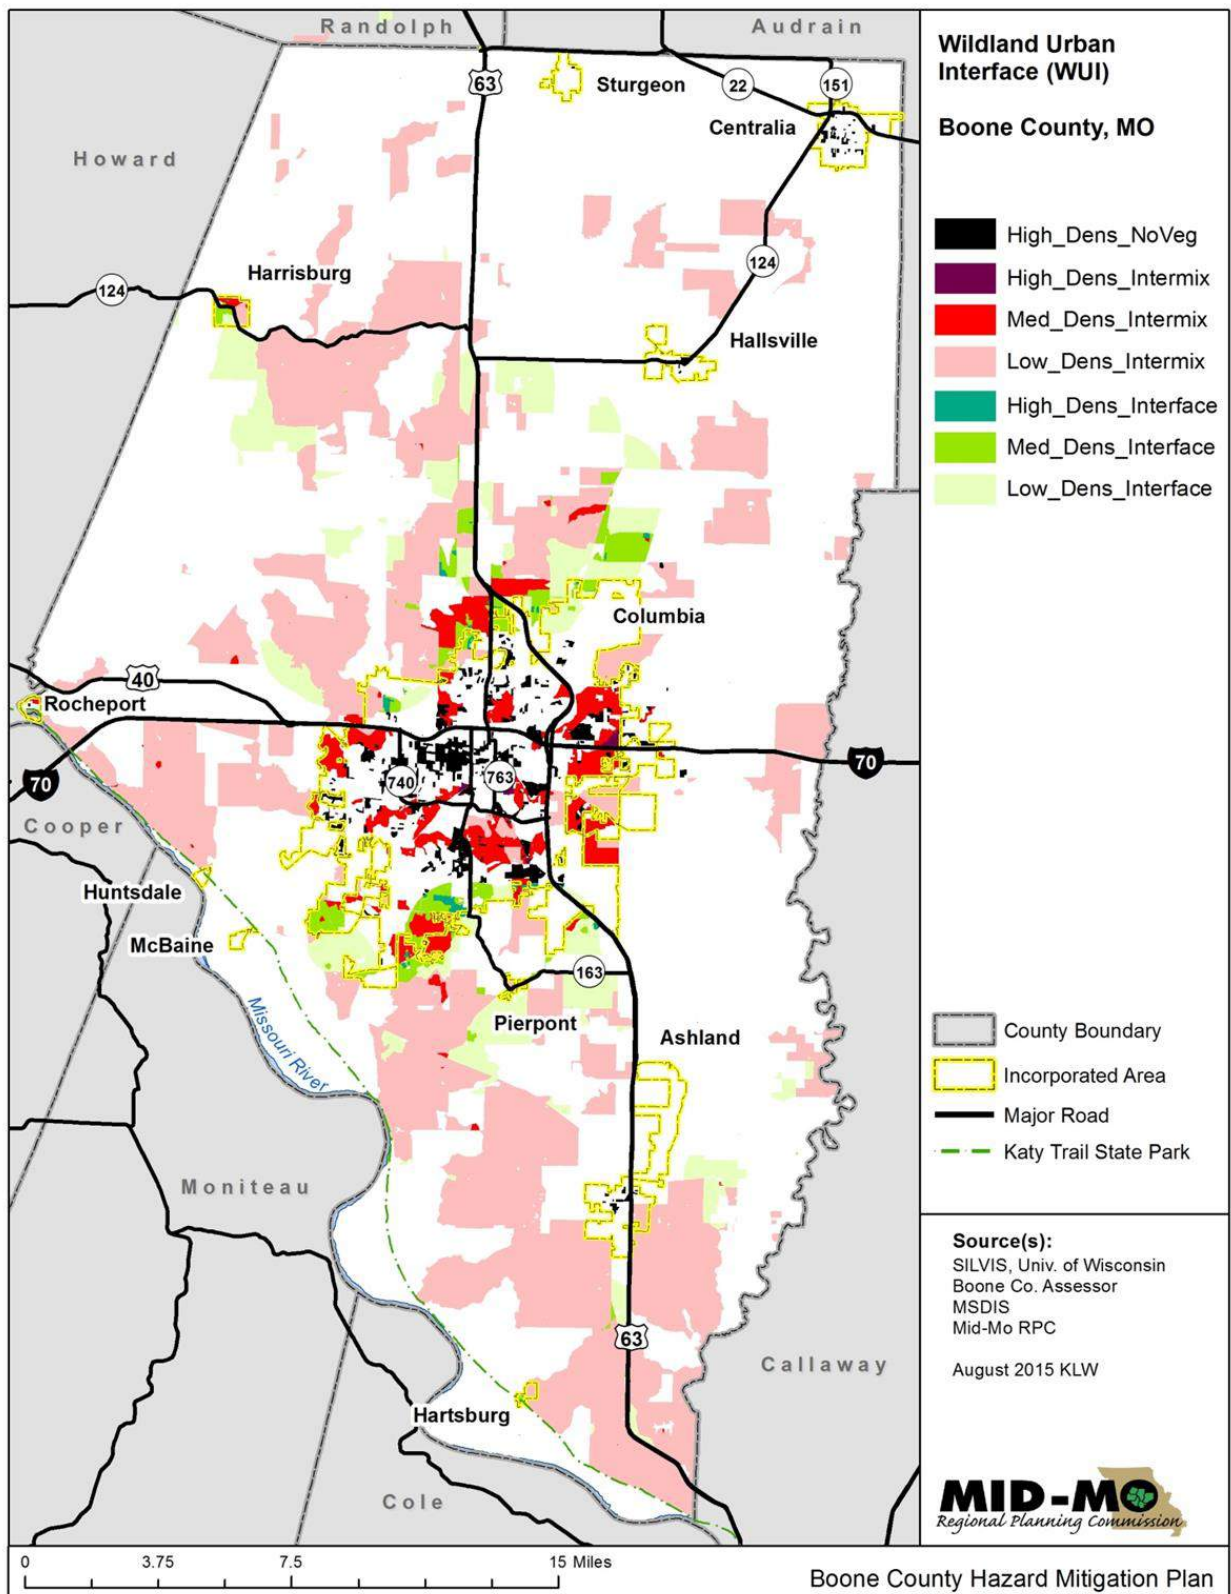 Randolph
Audrain
63
Sturgeon
22
151
Centralia
Howard
Harrisburg
124
124
Hallsville
Columbia
40
Rocheport
70
740
763
70
Cooper
Huntsdale
McBaine
163
Missouri River
Pierpont
Ashland
Moniteau
63
Callaway
Hartsburg
Cole
Wildland Urban
Interface (WUI)
Boone County, MO
High_Dens_NoVeg
High_Dens_Intermix
Med_Dens_Intermix
Low_Dens_Intermix
High_Dens_Interface
Med_Dens_Interface
Low_Dens_Interface
County Boundary
Incorporated Area
Major Road
Katy Trail State Park
Source(s):
SILVIS, Univ. of Wisconsin
Boone Co. Assessor
MSDIS
Mid-Mo RPC
August 2015 KLW
MID-MO
Regional Planning Commission
0 3.75 7.5 15 Miles
Boone County Hazard Mitigation Plan